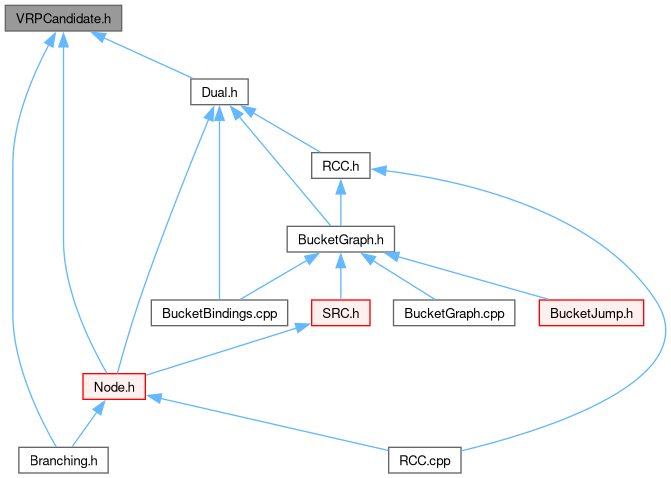 VRPCandidate.h
Dual.h
RCC.h
BucketGraph.h
BucketBindings.cpp
SRC.h
BucketGraph.cpp
BucketJump.h
Node.h
Branching.h
RCC.cpp